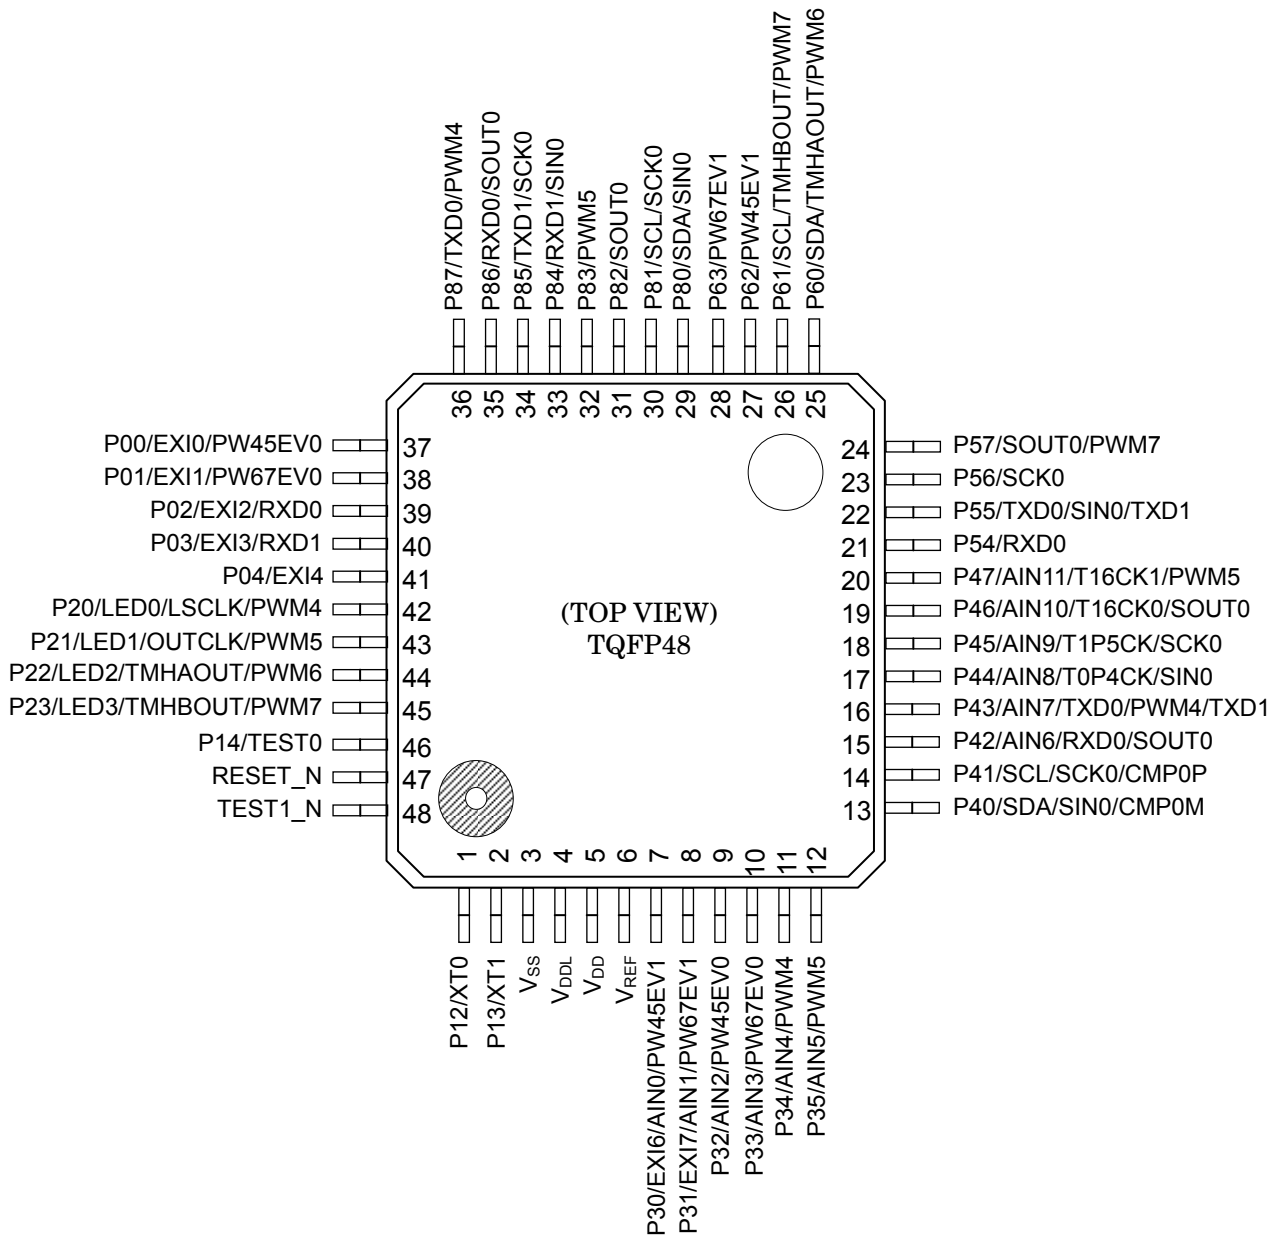 P87/TXD0/PWM4
P86/RXD0/SOUT0
P85/TXD1/SCK0
P84/RXD1/SIN0
P83/PWM5
P82/SOUT0
P81/SCL/SCK0
P80/SDA/SIN0
P63/PW67EV1
P62/PW45EV1
P61/SCL/TMHBOUT/PWM7
P60/SDA/TMHAOUT/PWM6
36
35
34
33
32
31
30
29
28
27
26
25
P00/EXI0/PW45EV0 37
P01/EXI1/PW67EV0 38
P02/EXI2/RXD0 39
P03/EXI3/RXD1 40
P04/EXI4 41
P20/LED0/LSCLK/PWM4 42
P21/LED1/OUTCLK/PWM5 43
P22/LED2/TMHAOUT/PWM6 44
P23/LED3/TMHBOUT/PWM7 45
P14/TEST0 46
RESET_N 47
TEST1_N 48
(TOP VIEW)
TQFP48
24 P57/SOUT0/PWM7
23 P56/SCK0
22 P55/TXD0/SIN0/TXD1
21 P54/RXD0
20 P47/AIN11/T16CK1/PWM5
19 P46/AIN10/T16CK0/SOUT0
18 P45/AIN9/T1P5CK/SCK0
17 P44/AIN8/T0P4CK/SIN0
16 P43/AIN7/TXD0/PWM4/TXD1
15 P42/AIN6/RXD0/SOUT0
14 P41/SCL/SCK0/CMP0P
13 P40/SDA/SIN0/CMP0M
1
2
3
4
5
6
7
8
9
10
11
12
P12/XT0
P13/XT1
VSS
VDDL
VDD
VREF
P30/EXI6/AIN0/PW45EV1
P31/EXI7/AIN1/PW67EV1
P32/AIN2/PW45EV0
P33/AIN3/PW67EV0
P34/AIN4/PWM4
P35/AIN5/PWM5